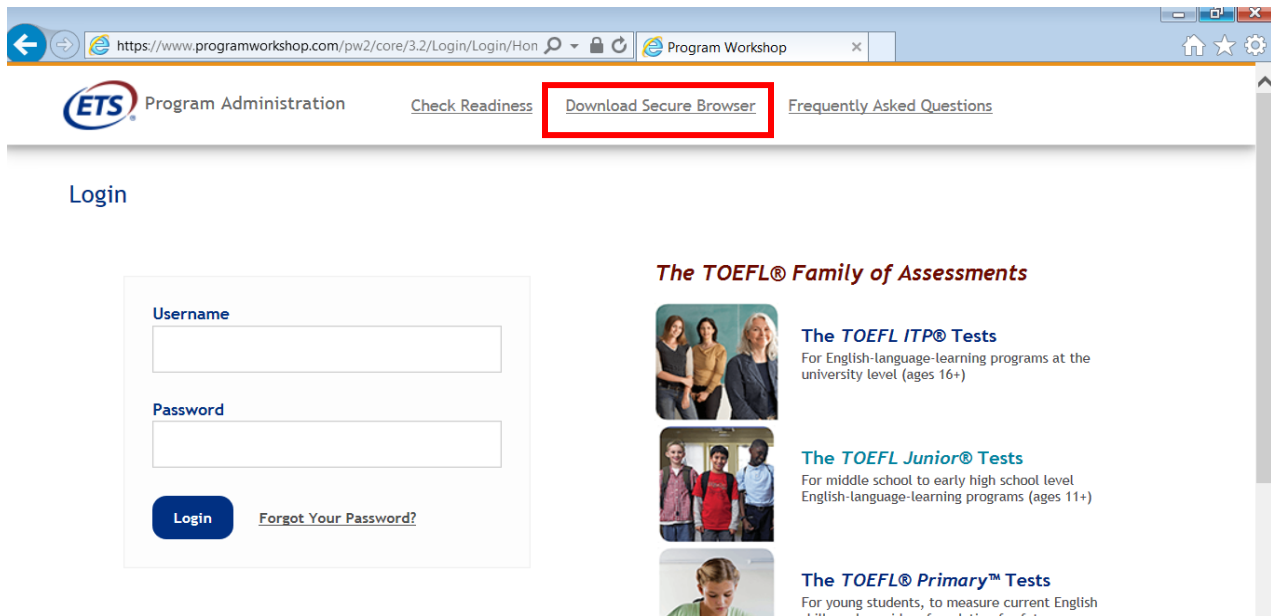 https://www.programworkshop.com/pw2/core/3.2/Login/Login/Hon
Program Workshop
ETS® Program Administration
Check Readiness
Download Secure Browser
Frequently Asked Questions
Login
Username
Password
Login
Forgot Your Password?
The TOEFL® Family of Assessments
The TOEFL ITP® Tests
For English-language-learning programs at the
university level (ages 16+)
The TOEFL Junior® Tests
For middle school to early high school level
English-language-learning programs (ages 11+)
The TOEFL® Primary™ Tests
For young students, to measure current English